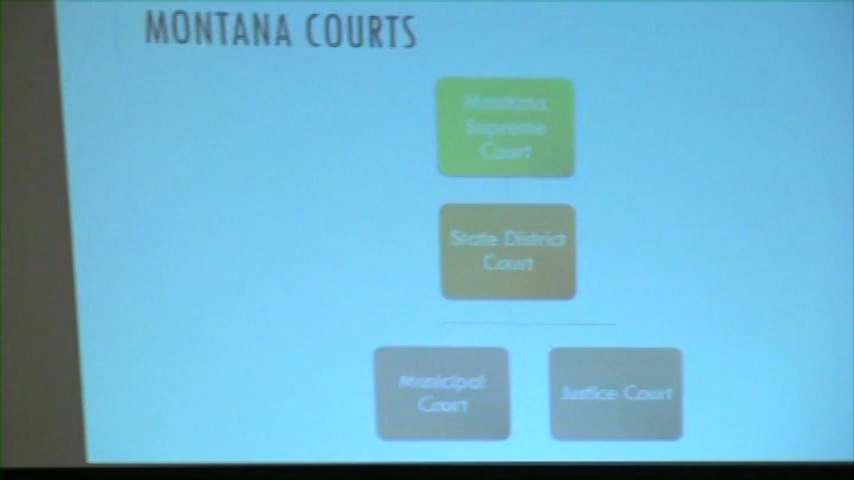 MONTANA COURTS
Montana
Supreme
Court
State District
Court
Municipal
Court
Justice Court